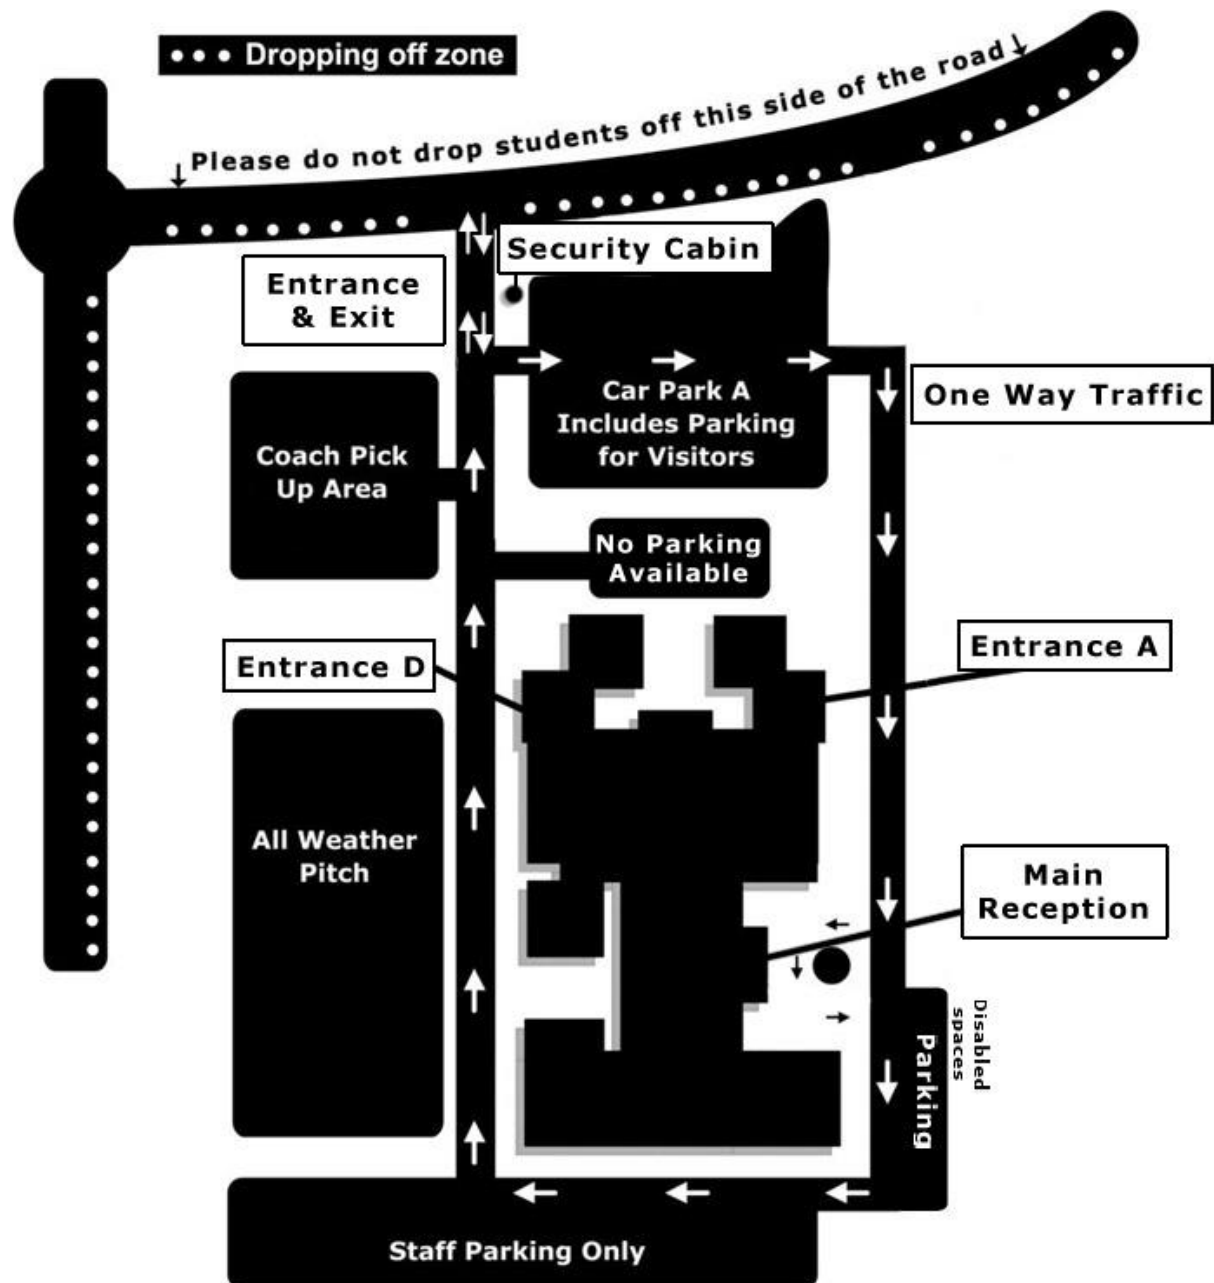 Dropping off zone
Please do not drop students off this side of the road
Security Cabin
Entrance
& Exit
Car Park A
Includes Parking
for Visitors
One Way Traffic
Coach Pick
Up Area
No Parking
Available
Entrance D
Entrance A
All Weather
Pitch
Main
Reception
Disabled
spaces
Parking
Staff Parking Only